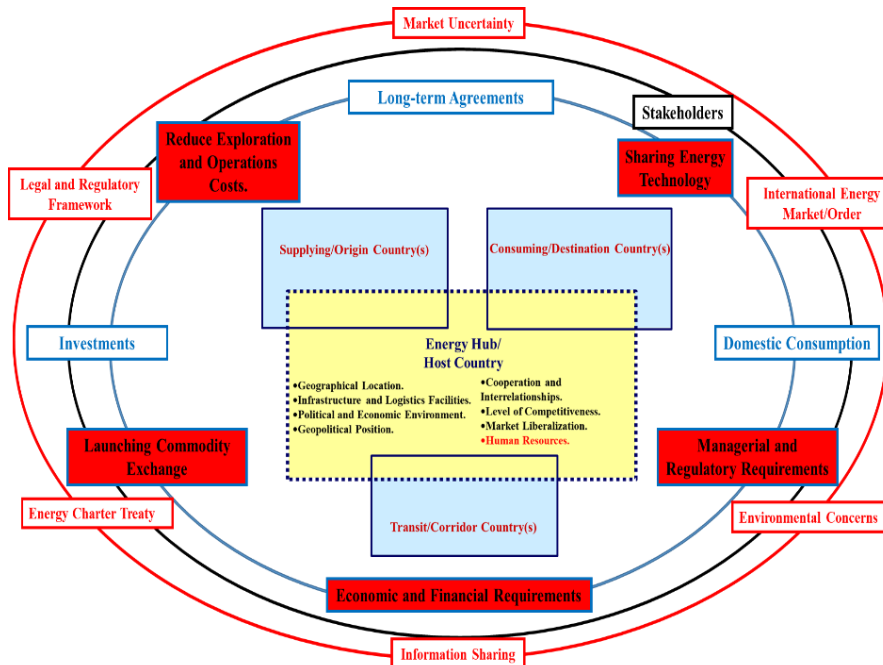 Market Uncertainty
Long-term Agreements
Stakeholders
Reduce Exploration
and Operations
Costs.
Sharing Energy
Technology
Legal and Regulatory
Framework
International Energy
Market/Order
Supplying/Origin Country(s)
Consuming/Destination Country(s)
Investments
Energy Hub/
Host Country
Domestic Consumption
•Geographical Location.
•Infrastructure and Logistics Facilities.
•Political and Economic Environment.
•Geopolitical Position.
•Cooperation and
Interrelationships.
•Level of Competitiveness.
•Market Liberalization.
•Human Resources.
Launching Commodity
Exchange
Managerial and
Regulatory Requirements
Energy Charter Treaty
Transit/Corridor Country(s)
Environmental Concerns
Economic and Financial Requirements
Information Sharing